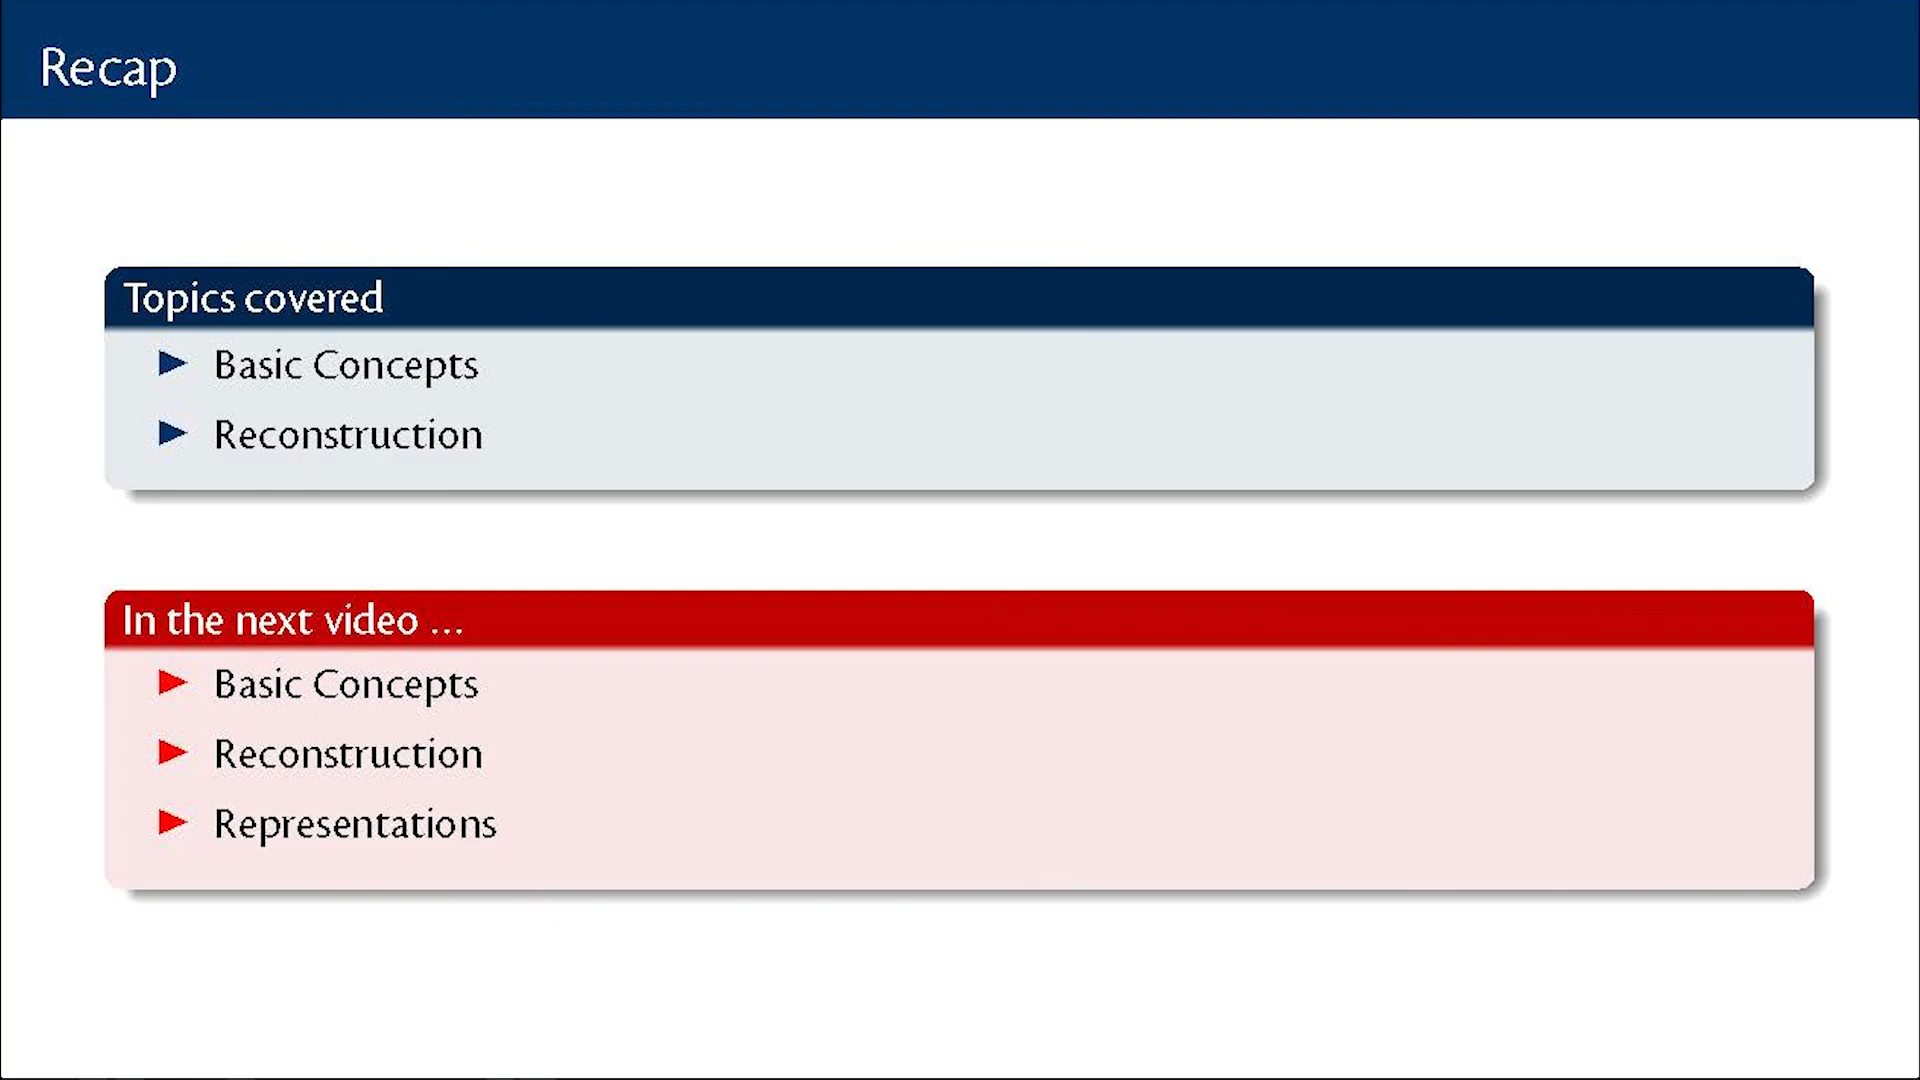 Recap
Topics covered
Basic Concepts
Reconstruction
In the next video ...
Basic Concepts
Reconstruction
Representations